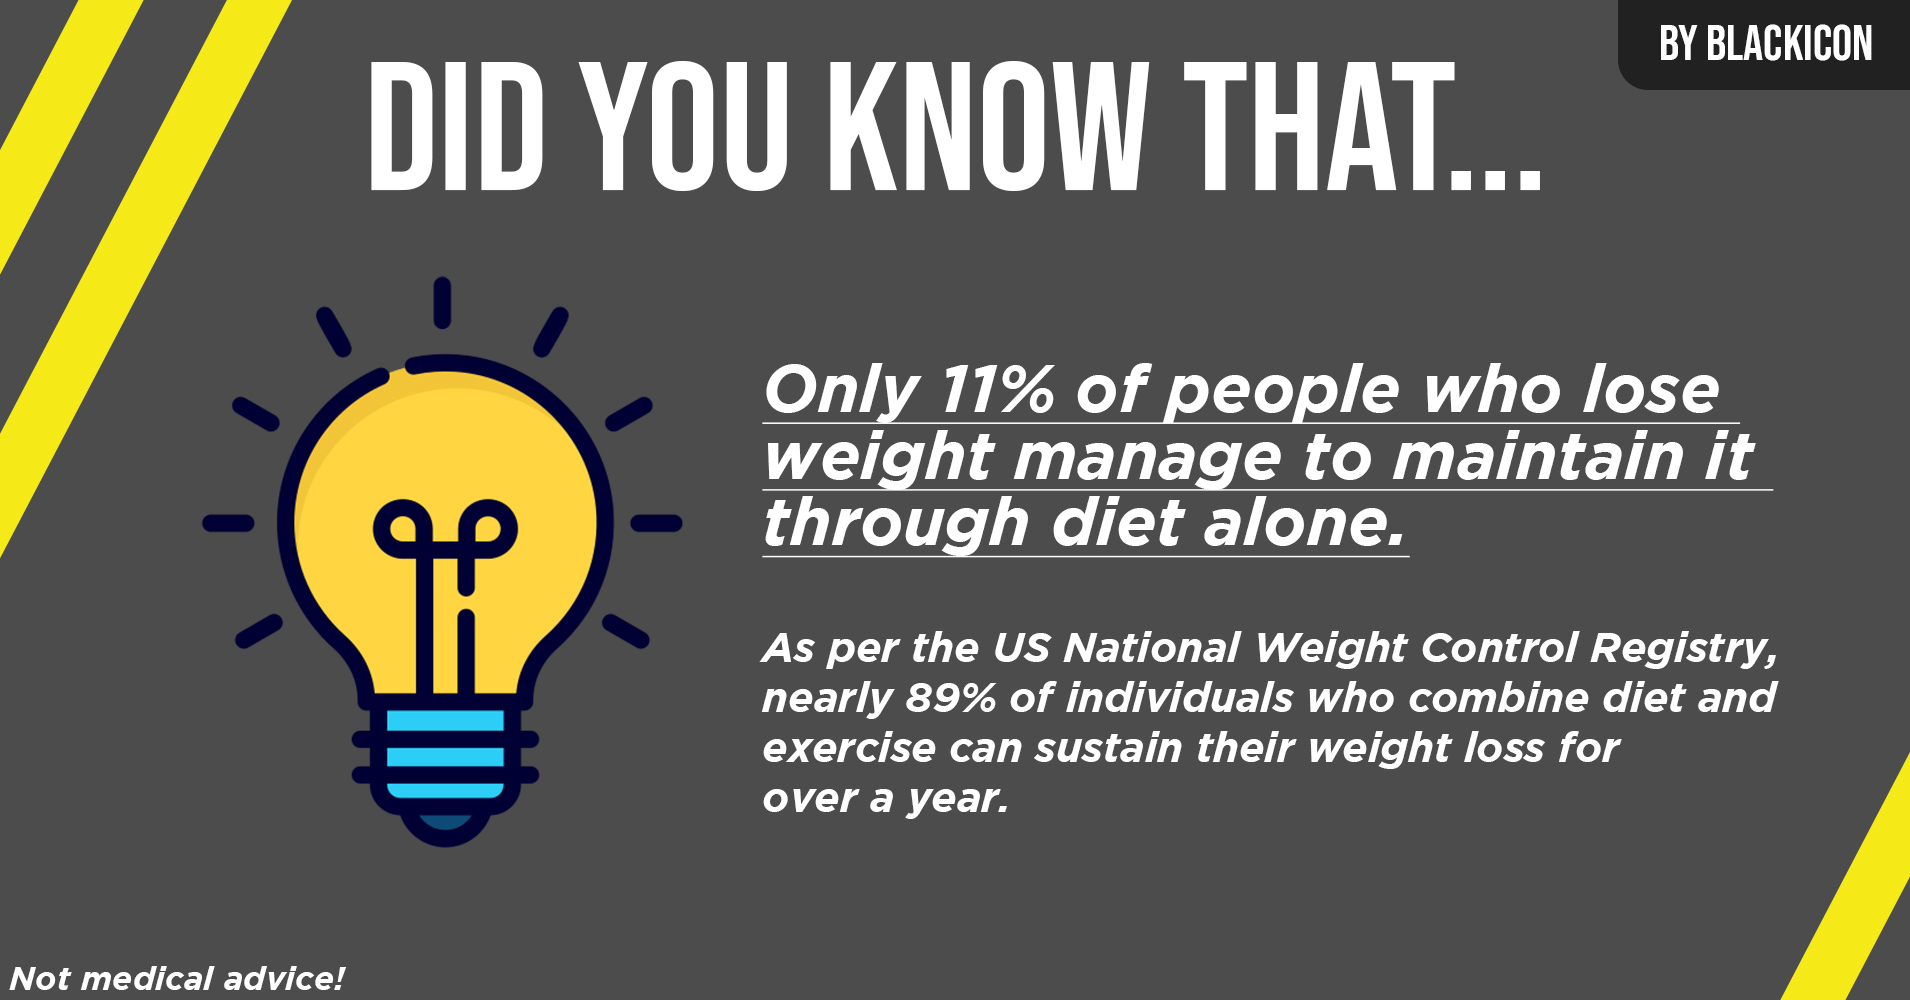 BY BLACKICON
DID YOU KNOW THAT...
Only 11% of people who lose
weight manage to maintain it
through diet alone.
As per the US National Weight Control Registry,
nearly 89% of individuals who combine diet and
exercise can sustain their weight loss for
over a year.
Not medical advice!